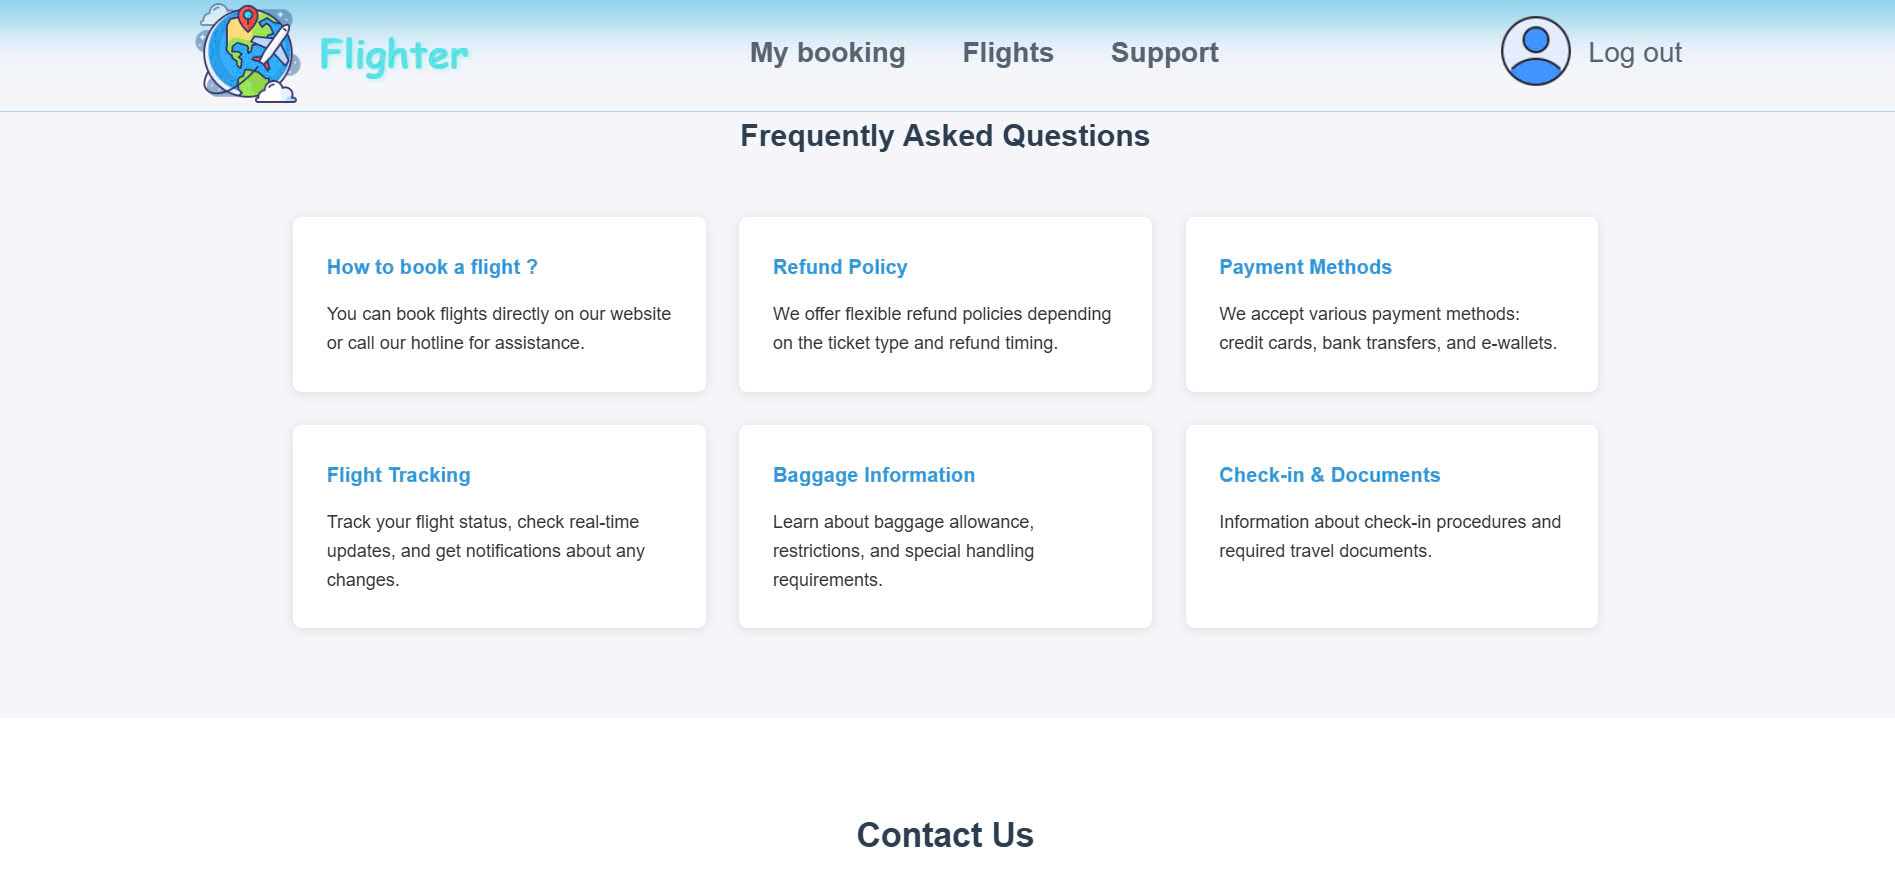 Flighter
My booking
Flights
Support
Log out
Frequently Asked Questions
How to book a flight ?
You can book flights directly on our website
or call our hotline for assistance.
Refund Policy
We offer flexible refund policies depending
on the ticket type and refund timing.
Payment Methods
We accept various payment methods:
credit cards, bank transfers, and e-wallets.
Flight Tracking
Track your flight status, check real-time
updates, and get notifications about any
changes.
Baggage Information
Learn about baggage allowance,
restrictions, and special handling
requirements.
Check-in & Documents
Information about check-in procedures and
required travel documents.
Contact Us